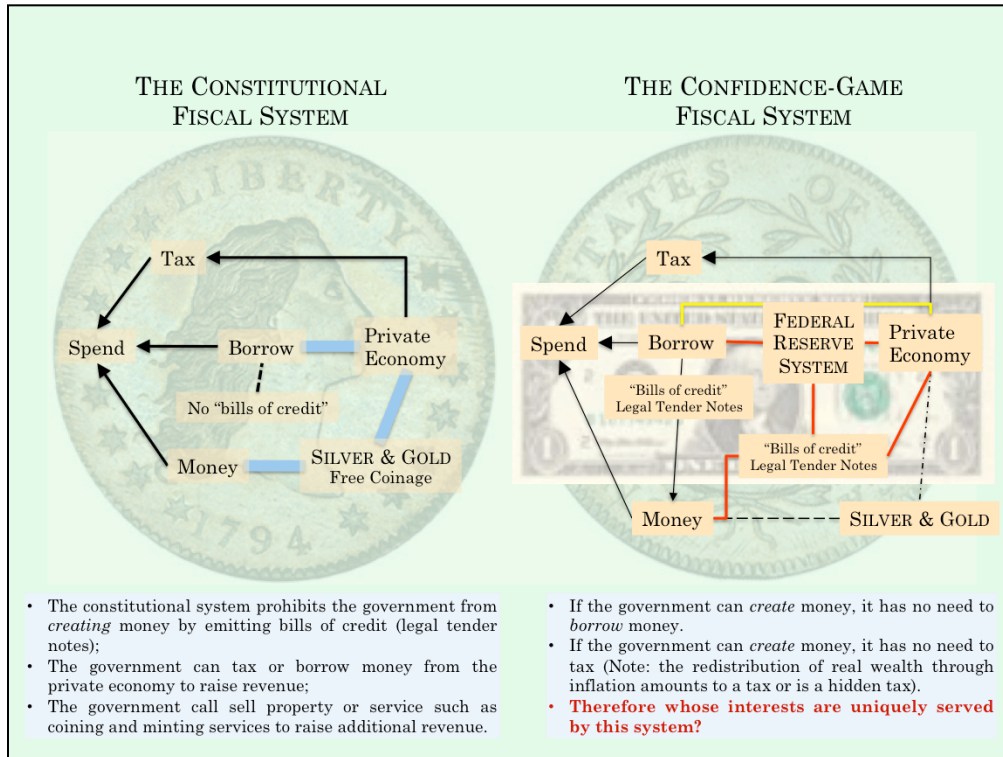 THE CONSTITUTIONAL
FISCAL SYSTEM
Tax
Spend
Borrow
Private
Economy
No “bills of credit”
Money
SILVER & GOLD
Free Coinage
LIBERTY
1794
• The constitutional system prohibits the government from
creating money by emitting bills of credit (legal tender
notes);
• The government can tax or borrow money from the
private economy to raise revenue;
• The government call sell property or service such as
coining and minting services to raise additional revenue.
THE CONFIDENCE-GAME
FISCAL SYSTEM
STATES OF
Tax
Spend
Borrow
FEDERAL
RESERVE
SYSTEM
Private
Economy
“Bills of credit”
Legal Tender Notes
“Bills of credit”
Legal Tender Notes
Money
SILVER & GOLD
1
1
• If the government can create money, it has no need to
borrow money.
• If the government can create money, it has no need to
tax (Note: the redistribution of real wealth through
inflation amounts to a tax or is a hidden tax).
• Therefore whose interests are uniquely served
by this system?